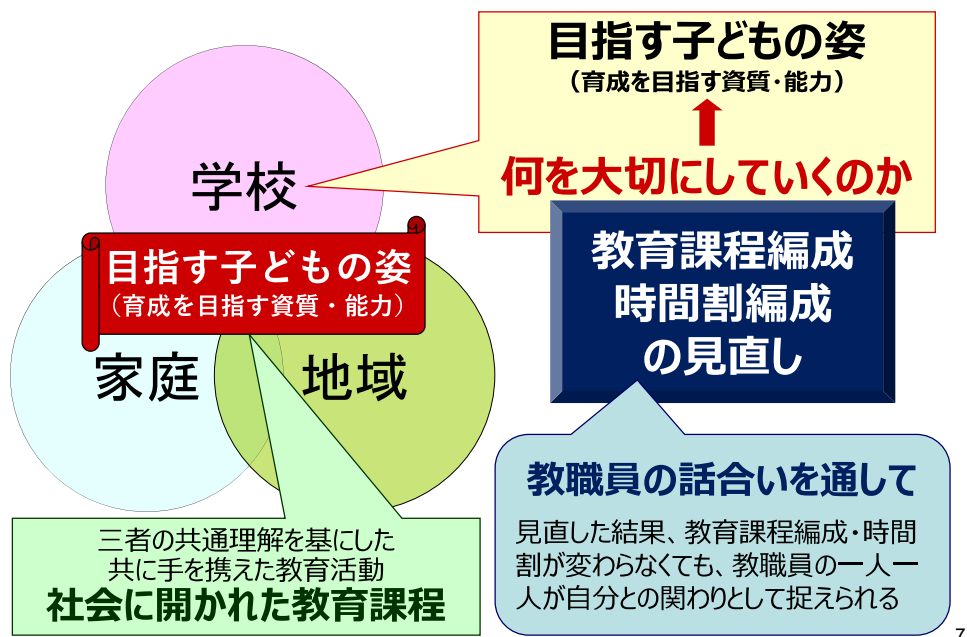 学校
目指す子どもの姿
（育成を目指す資質・能力）
家庭
地域
三者の共通理解を基にした
共に手を携えた教育活動
社会に開かれた教育課程
目指す子どもの姿
（育成を目指す資質・能力）
何を大切にしていくのか
教育課程編成
時間割編成
の見直し
教職員の話合いを通して
見直した結果、教育課程編成・時間
割が変わらなくても、教職員の一人一
人が自分との関わりとして捉えられる
7